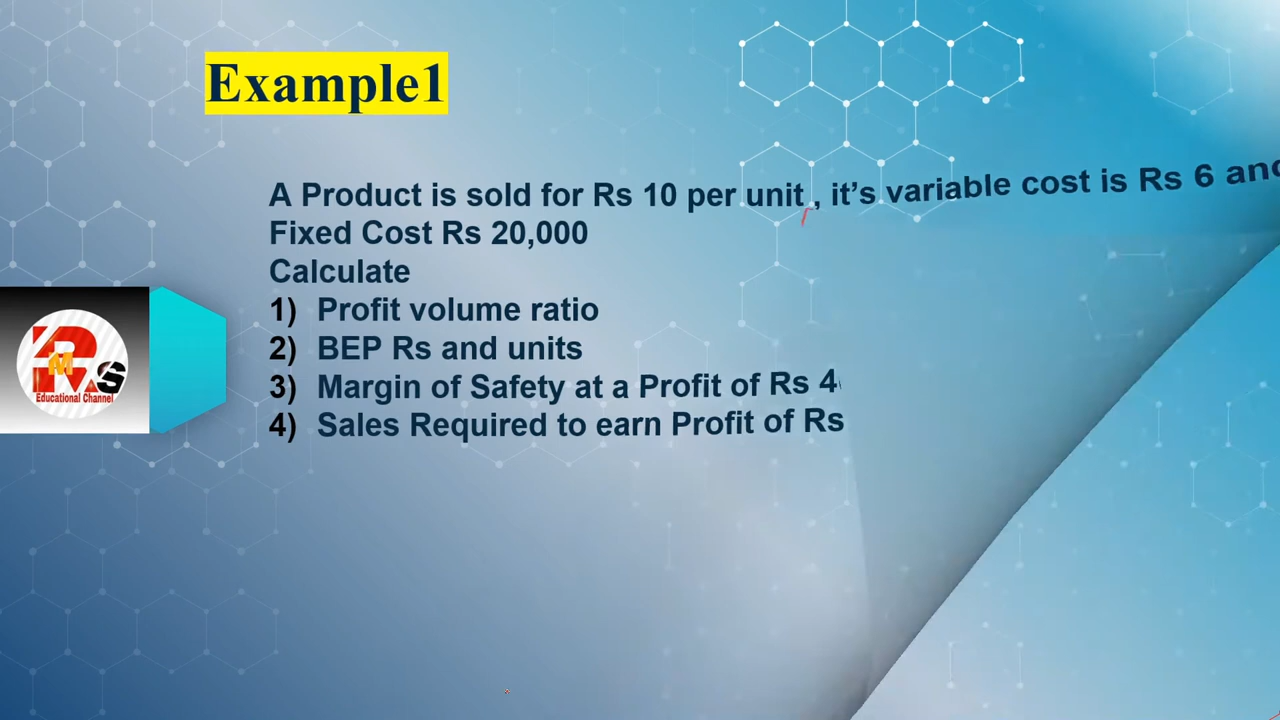 Example1
A Product is sold for Rs 10 per unit , it’s variable cost is Rs 6 and
Fixed Cost Rs 20,000
Calculate
1) Profit volume ratio
2) BEP Rs and units
3) Margin of Safety at a Profit of Rs 4
4) Sales Required to earn Profit of Rs
RMS
Educational Channel